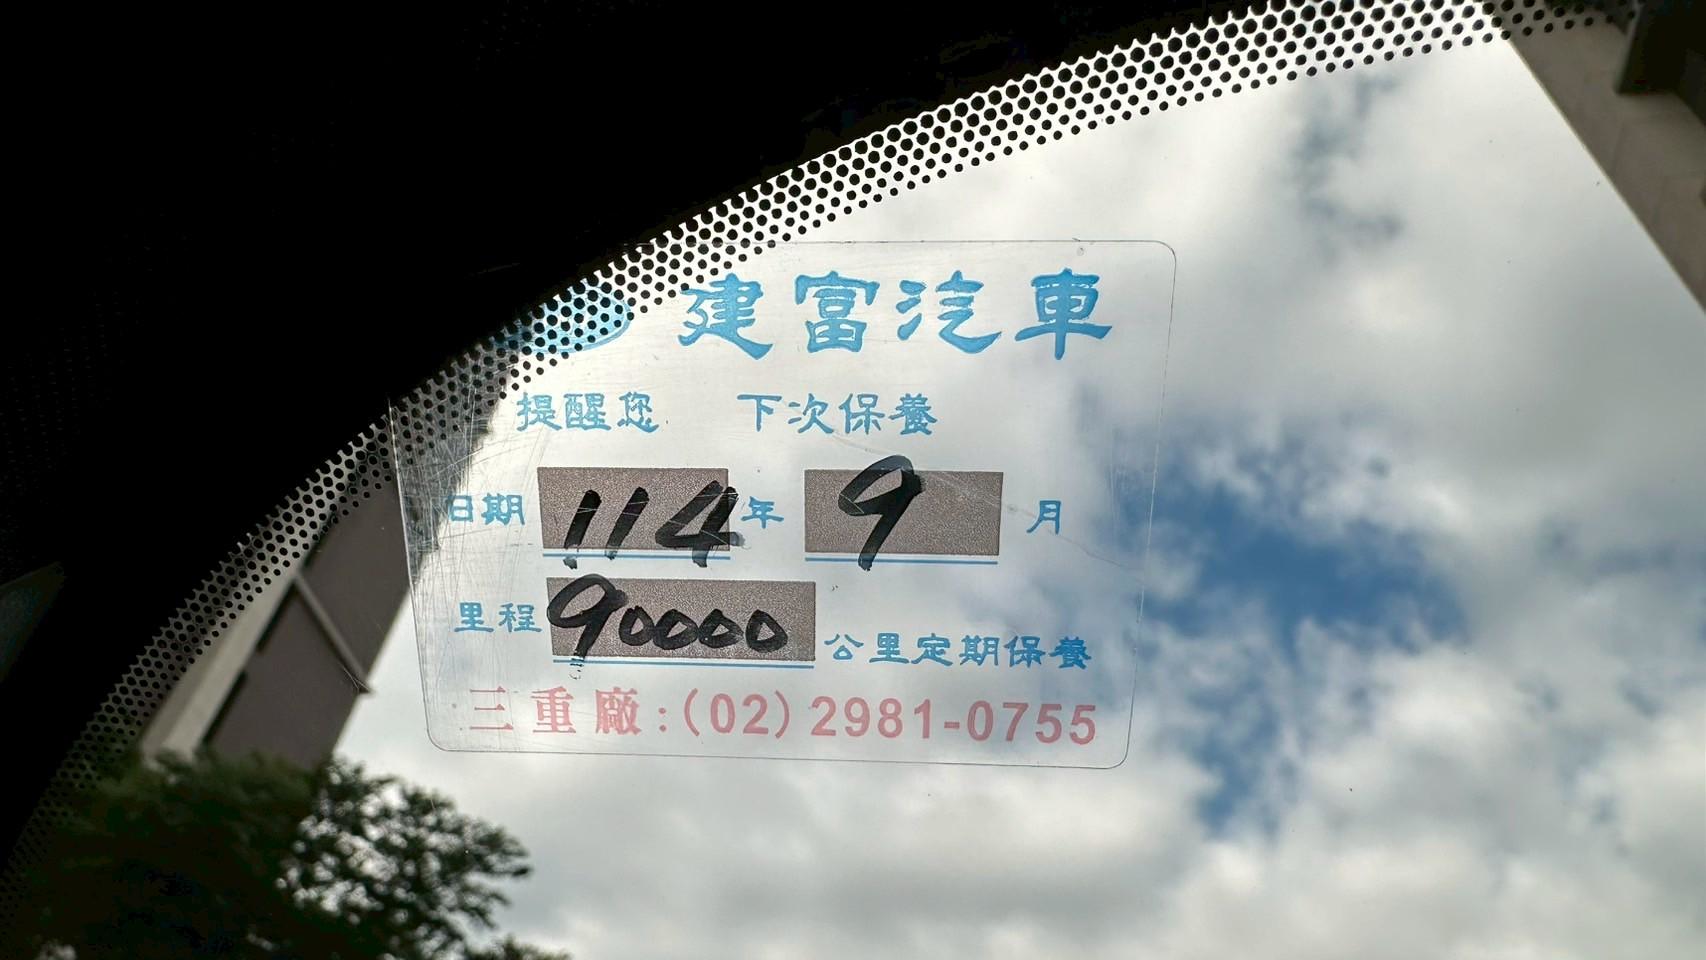 建富汽車
提醒您 下次保養
日期 114 年 9 月
里程 90000 公里定期保養
三重廠:(02)2981-0755